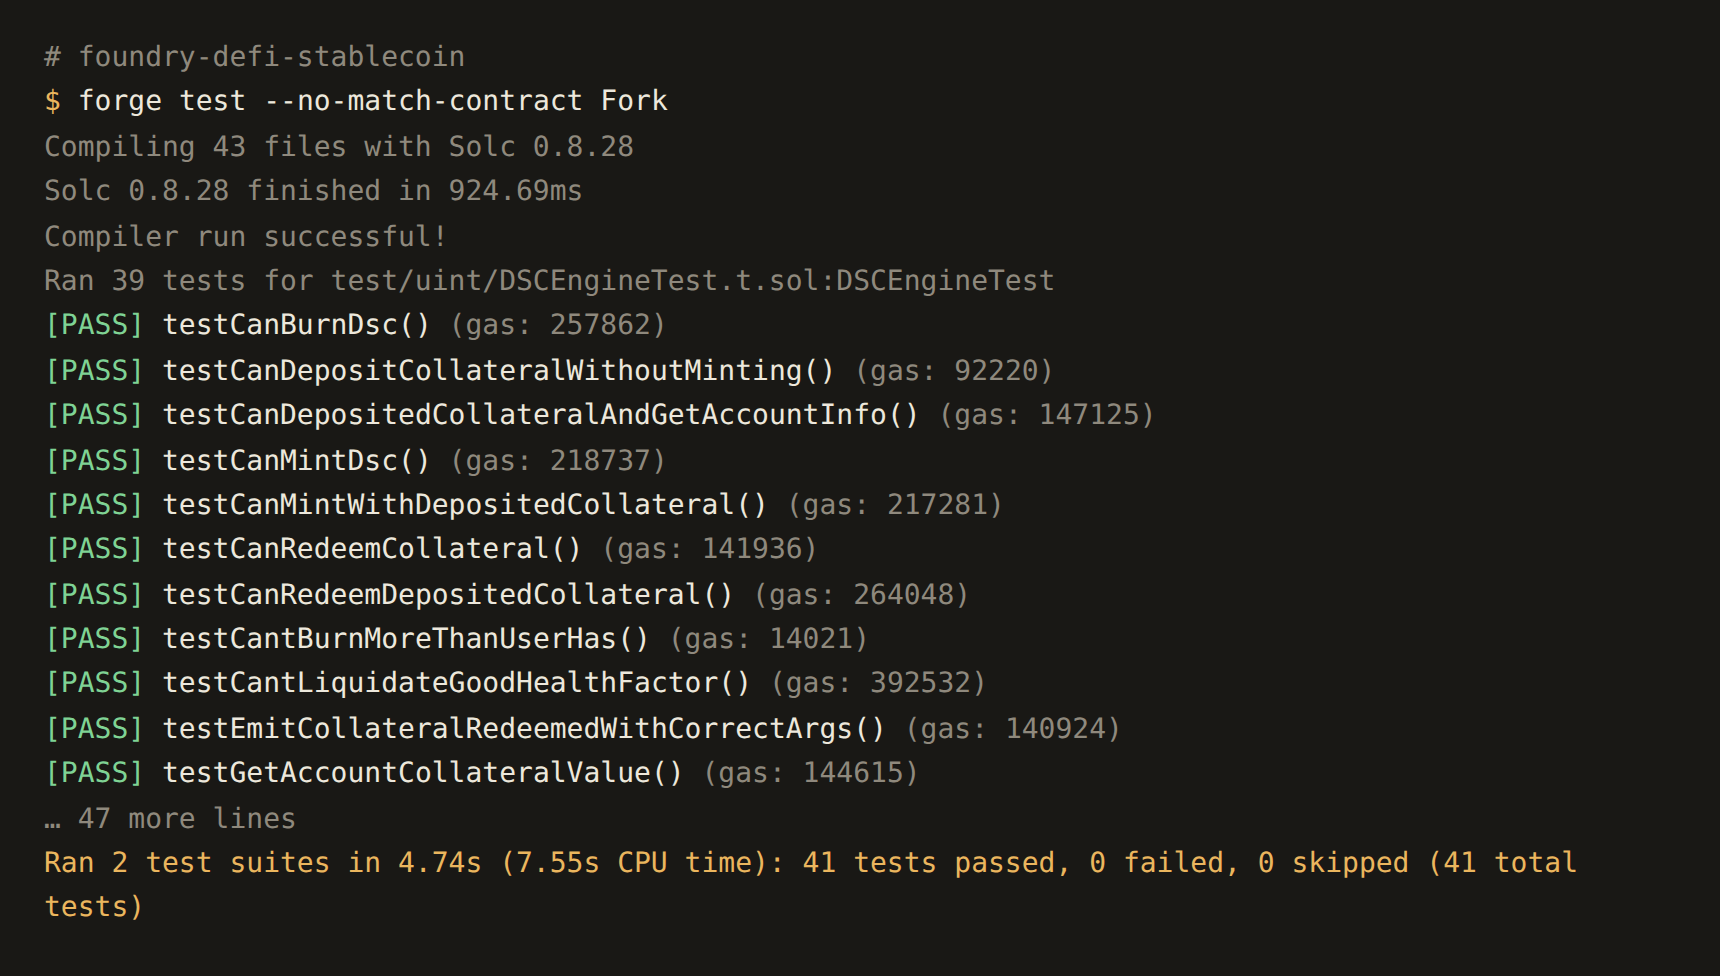 # foundry-defi-stablecoin
$ forge test --no-match-contract Fork
Compiling 43 files with Solc 0.8.28
Solc 0.8.28 finished in 924.69ms
Compiler run successful!
Ran 39 tests for test/uint/DSCEngineTest.t.sol:DSCEngineTest
[PASS] testCanBurnDsc() (gas: 257862)
[PASS] testCanDepositCollateralWithoutMinting() (gas: 92220)
[PASS] testCanDepositedCollateralAndGetAccountInfo() (gas: 147125)
[PASS] testCanMintDsc() (gas: 218737)
[PASS] testCanMintWithDepositedCollateral() (gas: 217281)
[PASS] testCanRedeemCollateral() (gas: 141936)
[PASS] testCanRedeemDepositedCollateral() (gas: 264048)
[PASS] testCantBurnMoreThanUserHas() (gas: 14021)
[PASS] testCantLiquidateGoodHealthFactor() (gas: 392532)
[PASS] testEmitCollateralRedeemedWithCorrectArgs() (gas: 140924)
[PASS] testGetAccountCollateralValue() (gas: 144615)
… 47 more lines
Ran 2 test suites in 4.74s (7.55s CPU time): 41 tests passed, 0 failed, 0 skipped (41 total
tests)